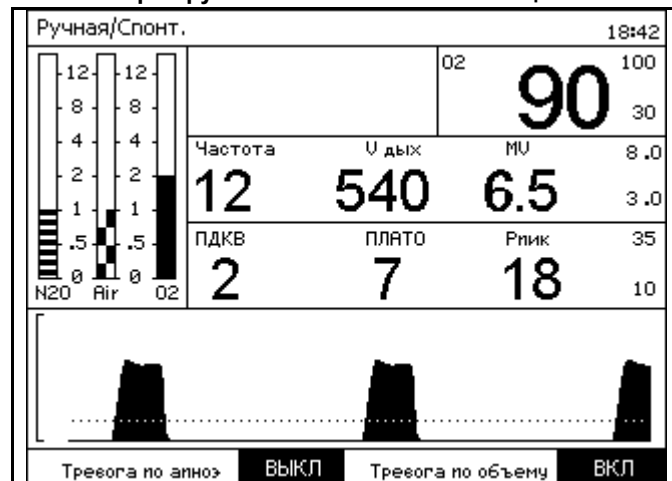 Ручная/Спонт. 18:42
O2 100
90
30
12 12
8 8
4 4
2 2
1 1
.5 .5
0 0
N2O Air O2
Частота V дых MV 8.0
12 540 6.5
3.0
ПДКВ ПЛАТО Pпик 35
2 7 18
10
Тревога по апноэ ВЫКЛ Тревога по объему ВКЛ